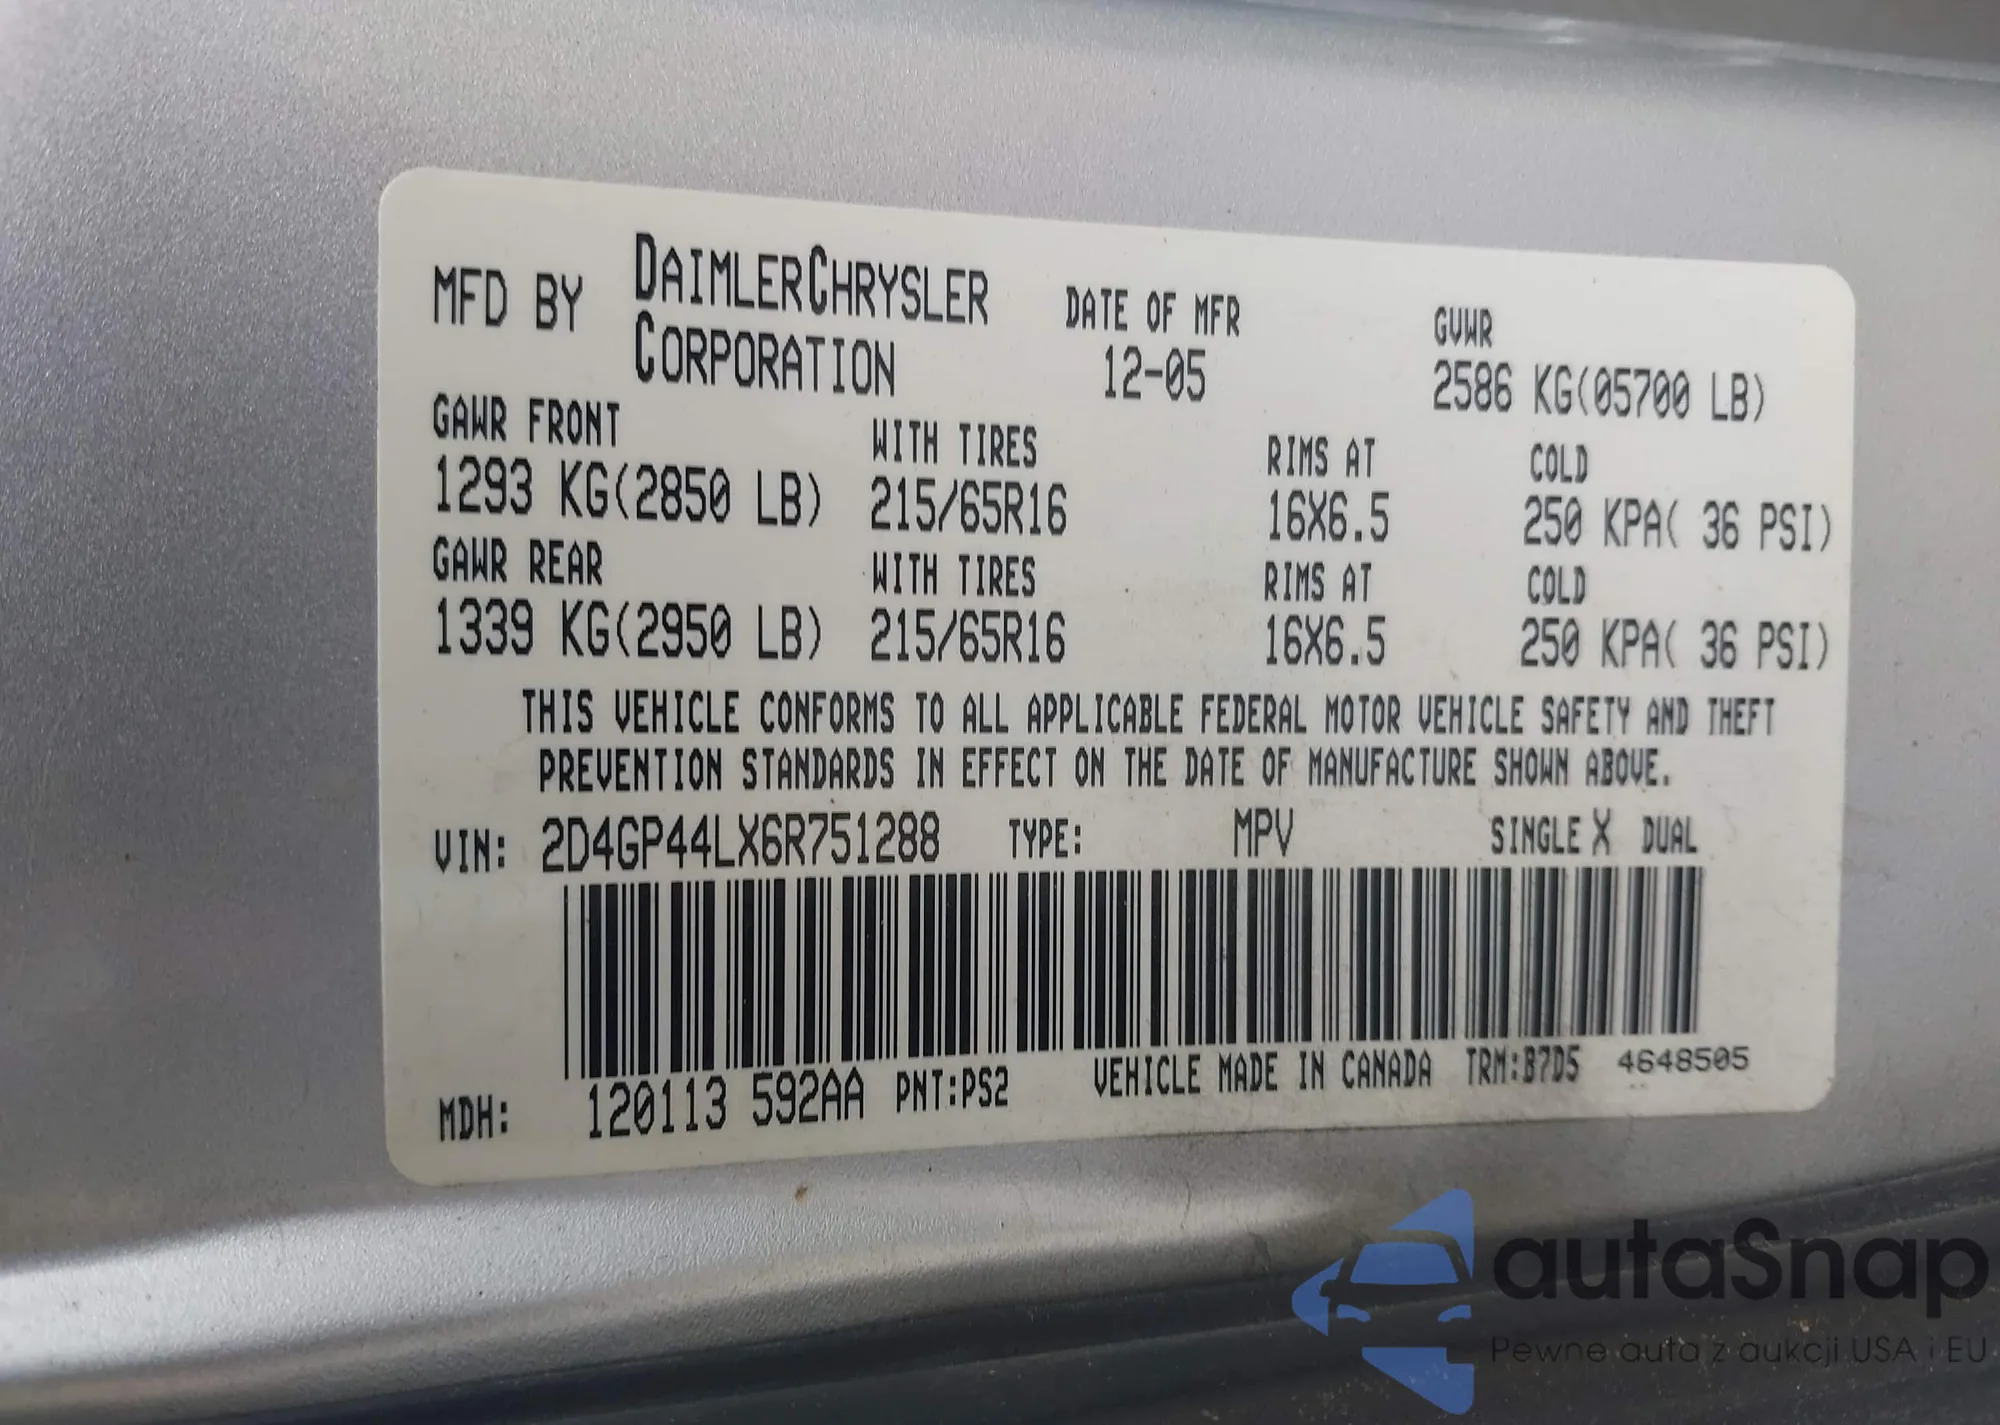 MFD BY DAIMLERCHRYSLER CORPORATION
DATE OF MFR
12-05
GVWR
2586 KG(05700 LB)
GAWR FRONT WITH TIRES RIMS AT COLD
1293 KG(2850 LB) 215/65R16 16X6.5 250 KPA( 36 PSI)
GAWR REAR WITH TIRES RIMS AT COLD
1339 KG(2950 LB) 215/65R16 16X6.5 250 KPA( 36 PSI)
THIS VEHICLE CONFORMS TO ALL APPLICABLE FEDERAL MOTOR VEHICLE SAFETY AND THEFT
PREVENTION STANDARDS IN EFFECT ON THE DATE OF MANUFACTURE SHOWN ABOVE.
VIN: 2D4GP44LX6R751288 TYPE: MPV SINGLE X DUAL
MDH: 120113 592AA PNT:PS2 VEHICLE MADE IN CANADA TRM:B7D5 4648505
autaSnap
Pewne auta z aukcji USA i EU